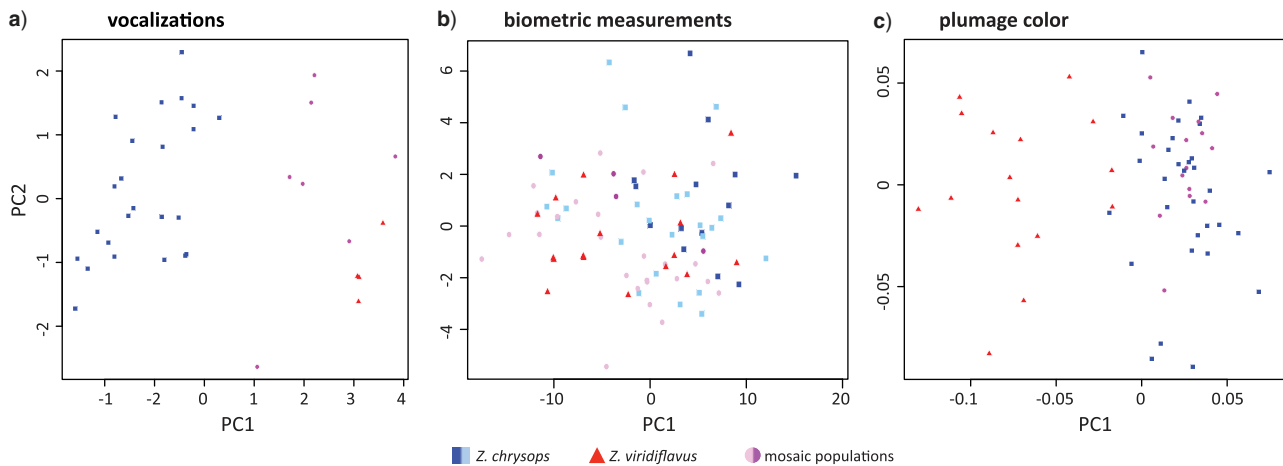 a) vocalizations
PC2
2
1
0
-1
-2
-1
-2
0
1
2
3
4
PC1
b) biometric measurements
6
4
2
0
-2
-4
-10
0
10
20
PC1
c) plumage color
0.05
0
-0.05
-0.1
-0.05
0
0.05
PC1
Z. chrysops
Z. viridiflavus
mosaic populations